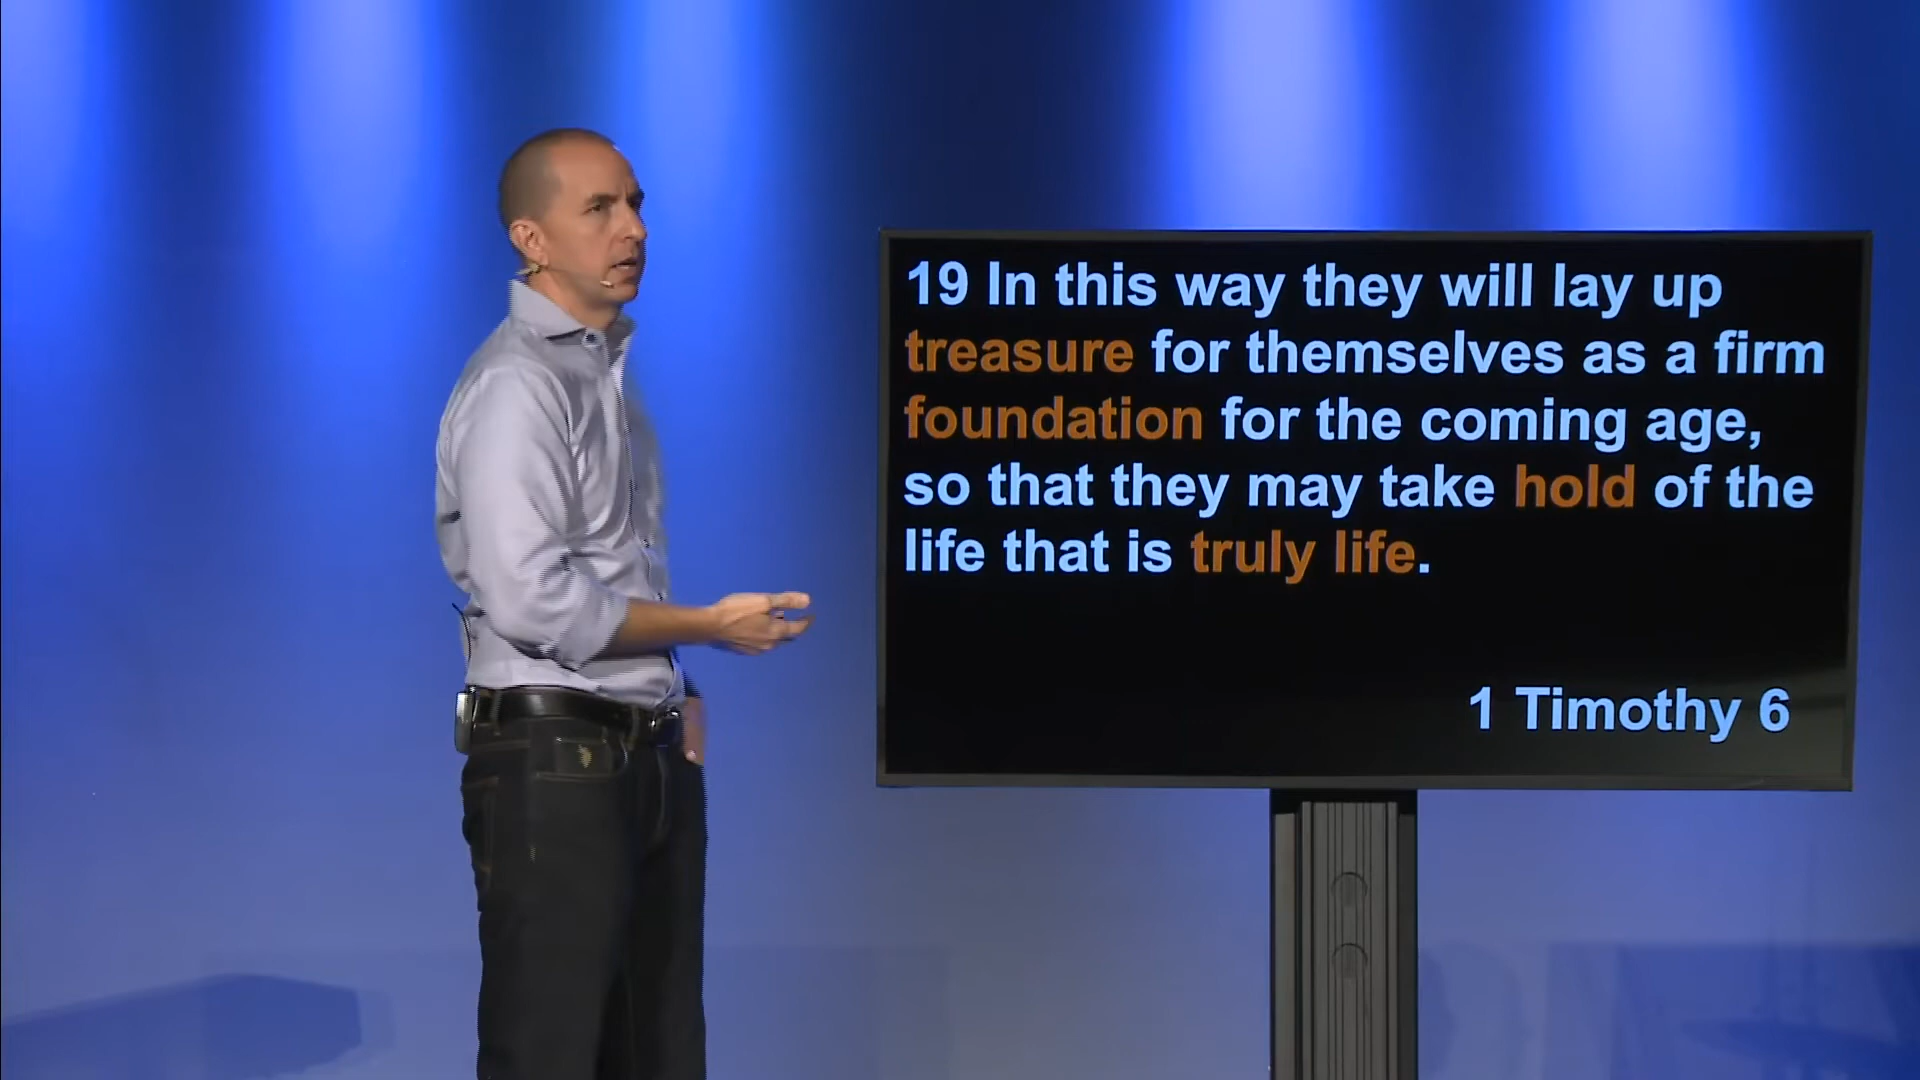 19 In this way they will lay up
treasure for themselves as a firm
foundation for the coming age,
so that they may take hold of the
life that is truly life.
1 Timothy 6